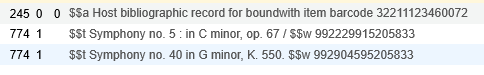 245 0 0 $$a Host bibliographic record for boundwith item barcode 32211123460072
774 1 $$t Symphony no. 5 : in C minor, op. 67 / $$w 992229915205833
774 1 $$t Symphony no. 40 in G minor, K. 550. $$w 992904595205833